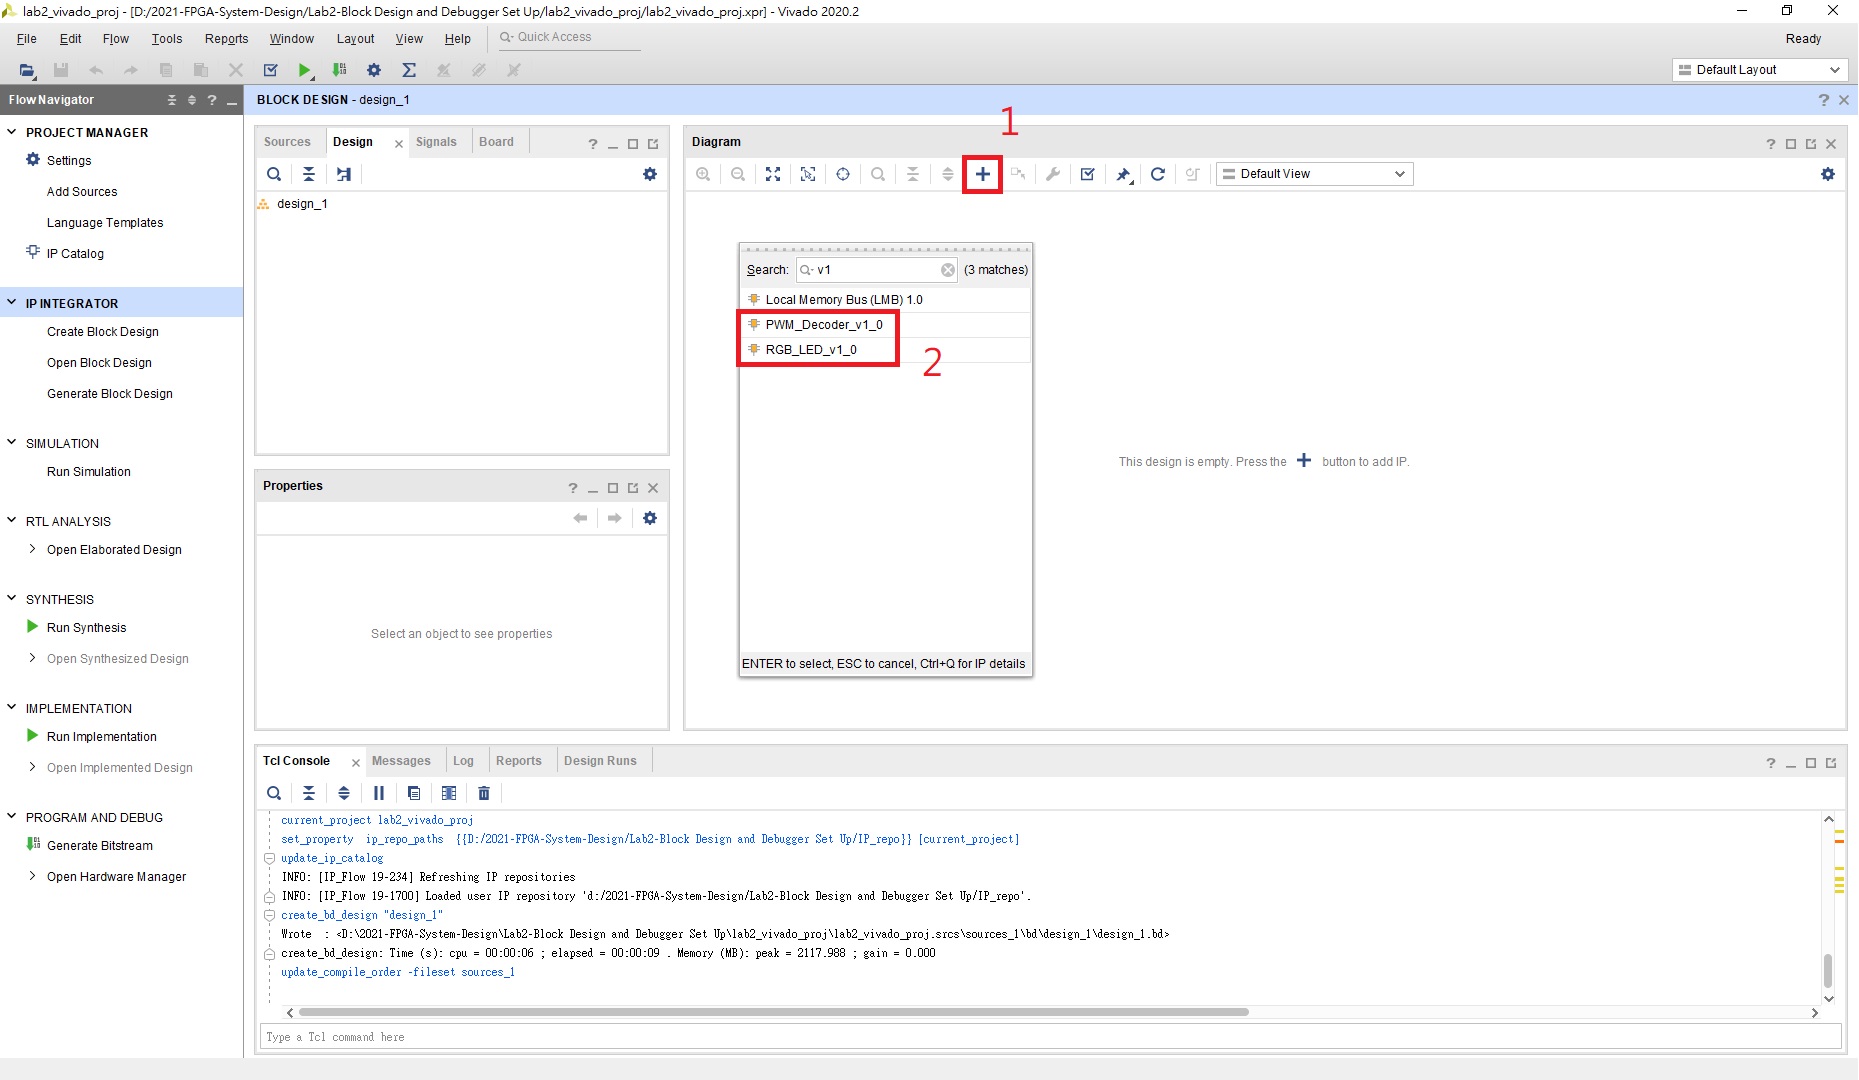 lab2_vivado_proj - [D:/2021-FPGA-System-Design/Lab2-Block Design and Debugger Set Up/lab2_vivado_proj/lab2_vivado_proj.xpr] - Vivado 2020.2
File Edit Flow Tools Reports Window Layout View Help Quick Access Ready
Default Layout
Flow Navigator
PROJECT MANAGER
Settings
Add Sources
Language Templates
IP Catalog
IP INTEGRATOR
Create Block Design
Open Block Design
Generate Block Design
SIMULATION
Run Simulation
RTL ANALYSIS
Open Elaborated Design
SYNTHESIS
Run Synthesis
Open Synthesized Design
IMPLEMENTATION
Run Implementation
Open Implemented Design
PROGRAM AND DEBUG
Generate Bitstream
Open Hardware Manager
BLOCK DESIGN - design_1
Sources Design Signals Board
design_1
Properties
Select an object to see properties
Diagram
1
Default View
Search: v1 (3 matches)
Local Memory Bus (LMB) 1.0
PWM_Decoder_v1_0
RGB_LED_v1_0
2
ENTER to select, ESC to cancel, Ctrl+Q for IP details
This design is empty. Press the + button to add IP.
Tcl Console Messages Log Reports Design Runs
current_project lab2_vivado_proj
set_property  ip_repo_paths  {{D:/2021-FPGA-System-Design/Lab2-Block Design and Debugger Set Up/IP_repo}} [current_project]
update_ip_catalog
INFO: [IP_Flow 19-234] Refreshing IP repositories
INFO: [IP_Flow 19-1700] Loaded user IP repository 'd:/2021-FPGA-System-Design/Lab2-Block Design and Debugger Set Up/IP_repo'.
create_bd_design "design_1"
Wrote  : <D:\2021-FPGA-System-Design\Lab2-Block Design and Debugger Set Up\lab2_vivado_proj\lab2_vivado_proj.srcs\sources_1\bd\design_1\design_1.bd>
create_bd_design: Time (s): cpu = 00:00:06 ; elapsed = 00:00:09 . Memory (MB): peak = 2117.988 ; gain = 0.000
update_compile_order -fileset sources_1
Type a Tcl command here